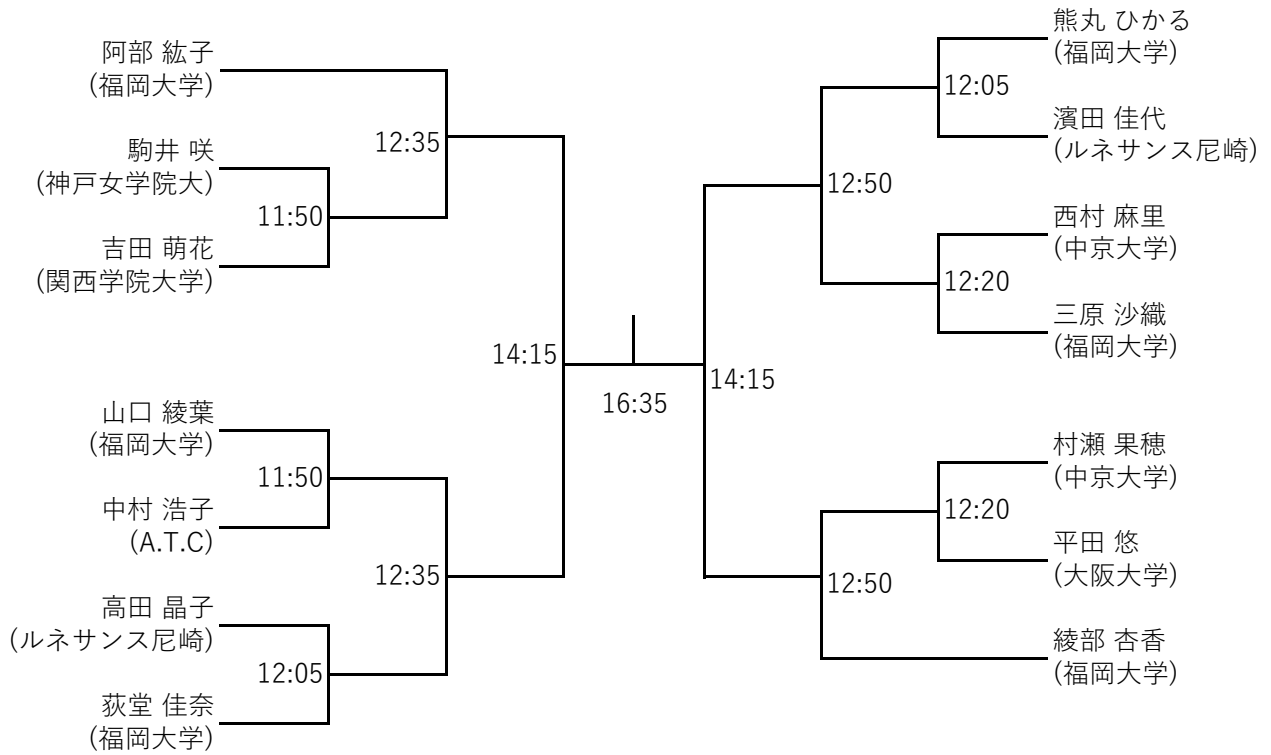 阿部 紘子
(福岡大学)
12:35
駒井 咲
(神戸女学院大)
11:50
吉田 萌花
(関西学院大学)
14:15
山口 綾葉
(福岡大学)
11:50
中村 浩子
(A.T.C)
12:35
高田 晶子
(ルネサンス尼崎)
12:05
荻堂 佳奈
(福岡大学)
16:35
熊丸 ひかる
(福岡大学)
12:05
濱田 佳代
(ルネサンス尼崎)
12:50
西村 麻里
(中京大学)
12:20
三原 沙織
(福岡大学)
14:15
村瀬 果穂
(中京大学)
12:20
平田 悠
(大阪大学)
12:50
綾部 杏香
(福岡大学)